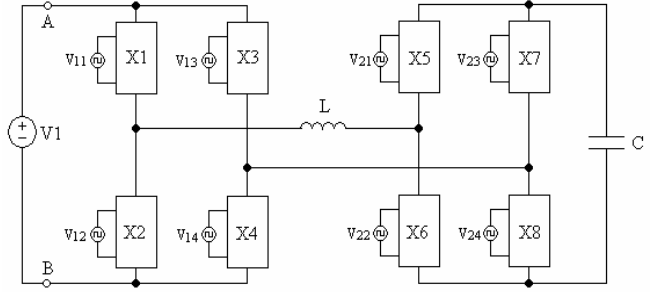 A
V11 X1 V13 X3 V21 X5 V23 X7
L
V1 C
V12 X2 V14 X4 V22 X6 V24 X8
B